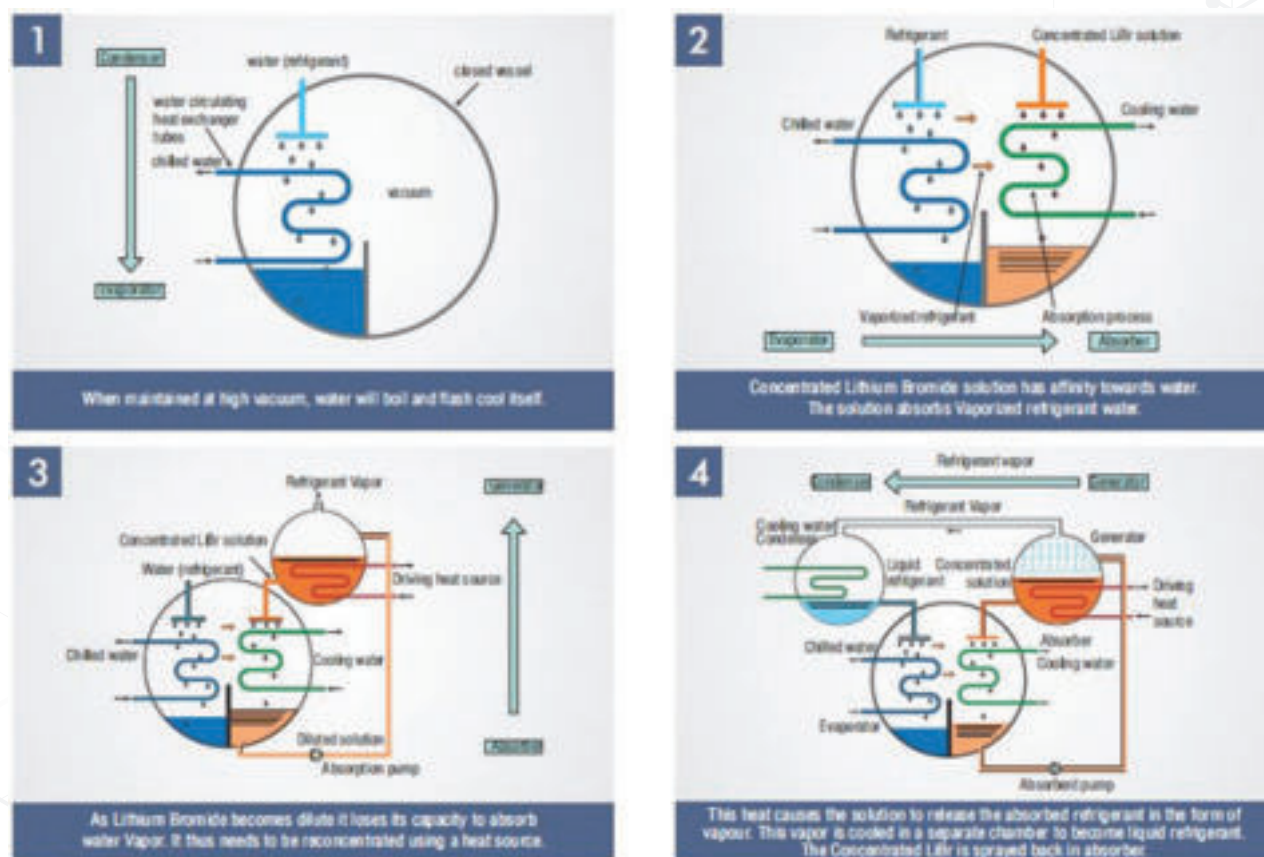 1
Condenser
water (refrigerant)
closed vessel
water circulating
heat exchanger
tubes
chilled water
vacuum
Evaporator
When maintained at high vacuum, water will boil and flash cool itself.
2
Refrigerant
Concentrated LiBr solution
Cooling water
Chilled water
Vaporized refrigerant
Absorption process
Evaporator
Absorber
Concentrated Lithium Bromide solution has affinity towards water.
The solution absorbs Vaporized refrigerant water.
3
Refrigerant Vapor
Generator
Concentrated LiBr solution
Water (refrigerant)
Driving heat source
Chilled water
Cooling water
Diluted solution
Absorption pump
Absorber
As Lithium Bromide becomes dilute it loses its capacity to absorb
water Vapor. It thus needs to be reconcentrated using a heat source.
4
Refrigerant vapor
Condenser
Generator
Refrigerant Vapor
Cooling water
Condenser
Generator
Liquid
refrigerant
Concentrated
solution
Driving
heat
source
Chilled water
Absorber
Cooling water
Evaporator
Absorbent pump
This heat causes the solution to release the absorbed refrigerant in the form of
vapour. This vapor is cooled in a separate chamber to become liquid refrigerant.
The Concentrated LiBr is sprayed back in absorber.